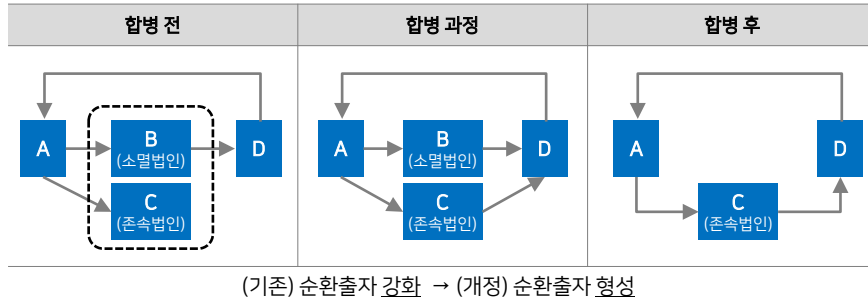 합병 전
합병 과정
합병 후
A
B
(소멸법인)
C
(존속법인)
D
A
B
(소멸법인)
C
(존속법인)
D
A
C
(존속법인)
D
(기존) 순환출자 강화 → (개정) 순환출자 형성